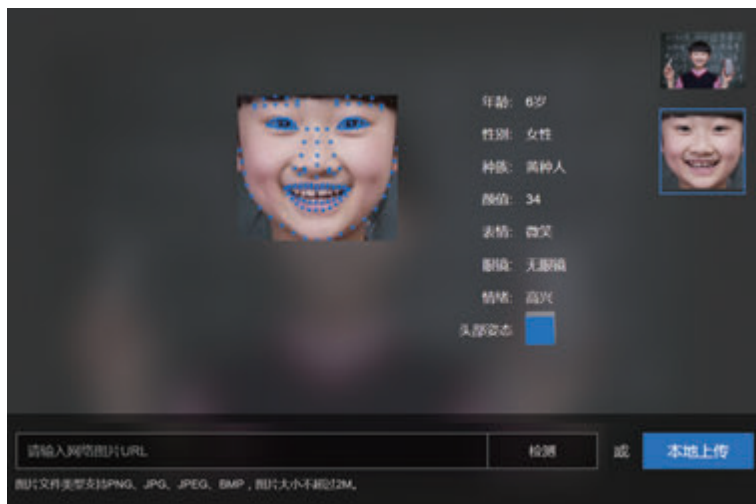 年龄: 6岁
性别: 女性
种族: 黄种人
颜值: 34
表情: 微笑
眼镜: 无眼镜
情绪: 高兴
头部姿态
请输入网络图片URL
检测
或
本地上传
图片文件类型支持PNG、JPG、JPEG、BMP，图片大小不超过2M。